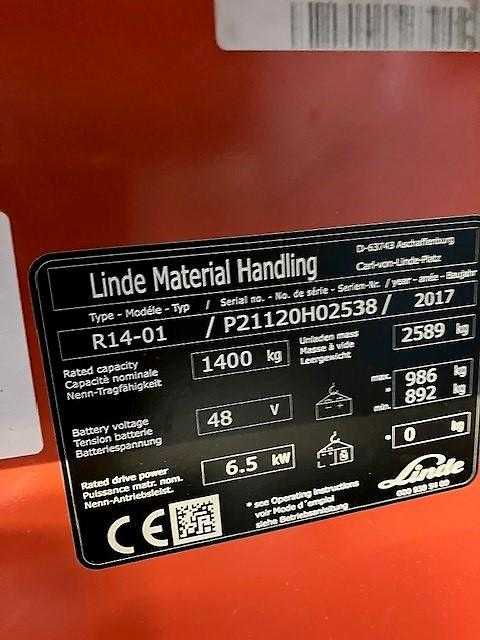 Linde Material Handling
D-63743 Aschaffenburg
Carl-von-Linde-Platz
Type - Modéle - Typ / Serial no. - No. de série - Serien-Nr. / year - année - Baujahr
R14-01 / P21120H02538 / 2017
Rated capacity
Capacité nominale
Nenn-Tragfähigkeit
1400 kg
Unladen mass
Masse à vide
Leergewicht
2589 kg
Battery voltage
Tension batterie
Batteriespannung
48 V
max. 986 kg
min. * 892 kg
Rated drive power
Puissance matr. nom.
Nenn-Antriebsleist.
6.5 kW
* 0 kg
* see Operating Instructions
voir Mode d'emploi
siehe Betriebsanleitung
CE
Linde